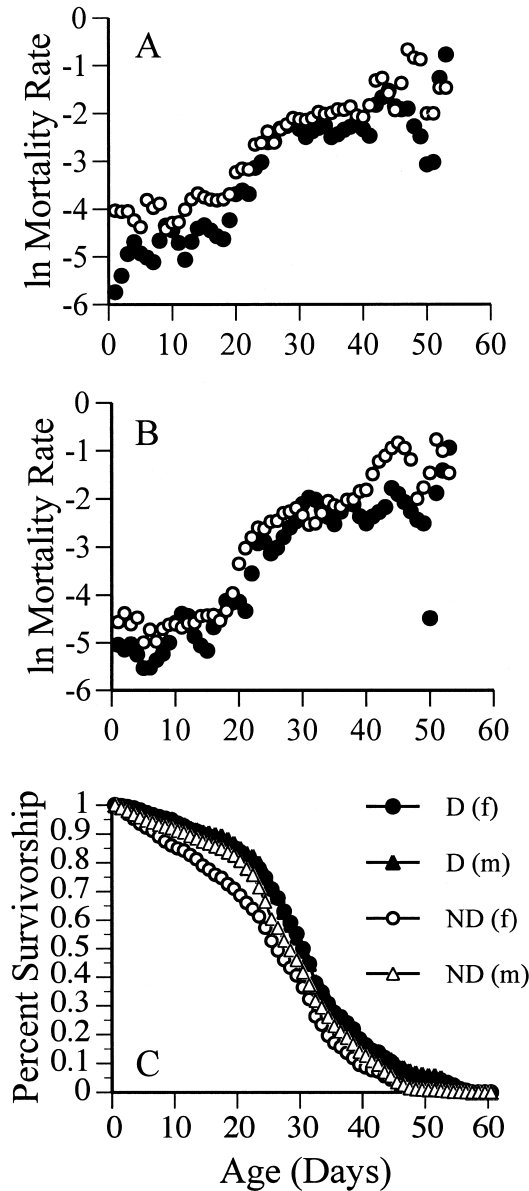 A
ln Mortality Rate
0
-1
-2
-3
-4
-5
-6
0 10 20 30 40 50 60
B
ln Mortality Rate
0
-1
-2
-3
-4
-5
-6
0 10 20 30 40 50 60
C
Percent Survivorship
1
0.9
0.8
0.7
0.6
0.5
0.4
0.3
0.2
0.1
0
D (f)
D (m)
ND (f)
ND (m)
0 10 20 30 40 50 60
Age (Days)